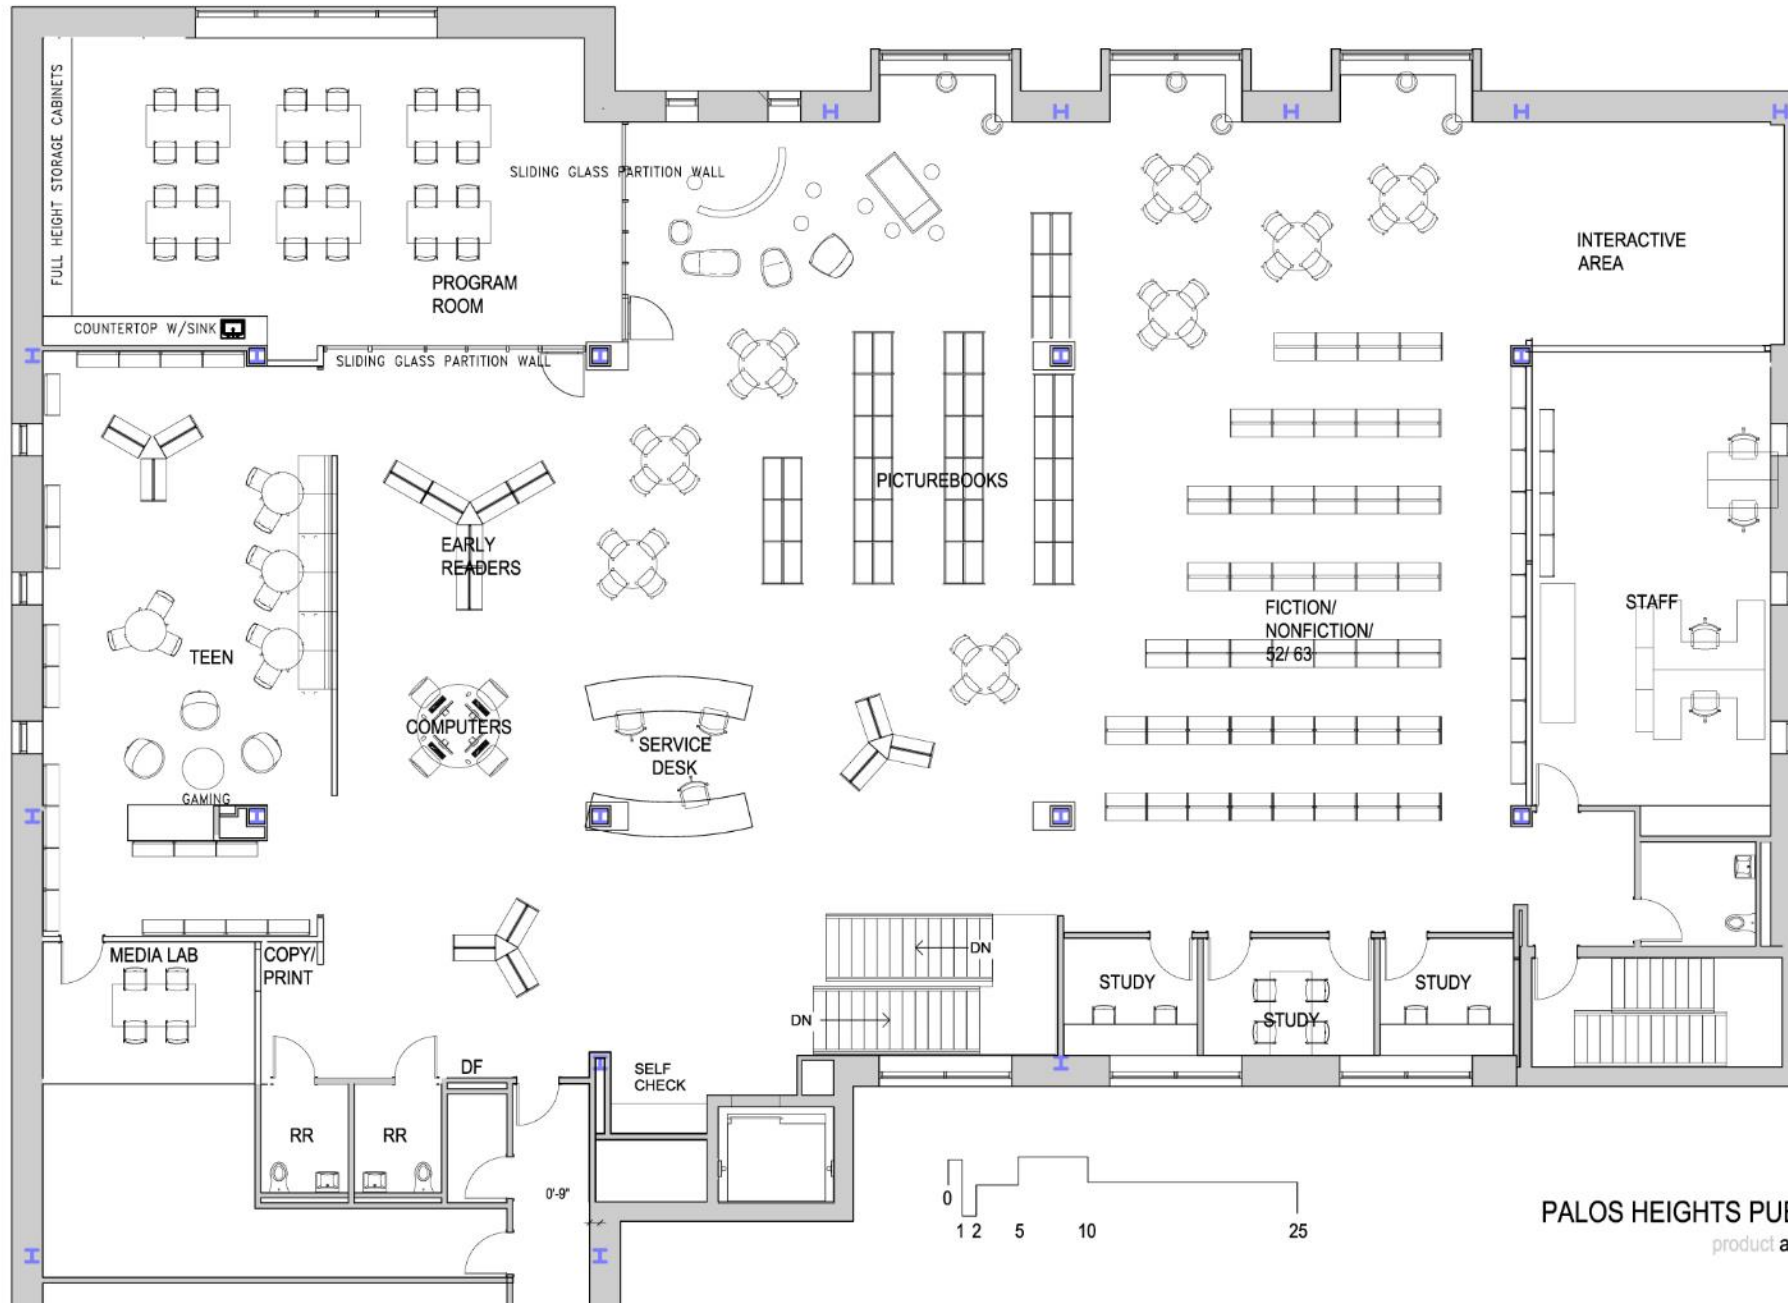 FULL HEIGHT STORAGE CABINETS
SLIDING GLASS PARTITION WALL
PROGRAM
ROOM
INTERACTIVE
AREA
COUNTERTOP W/SINK
SLIDING GLASS PARTITION WALL
PICTUREBOOKS
EARLY
READERS
FICTION/
NONFICTION/
52/ 63
STAFF
TEEN
COMPUTERS
SERVICE
DESK
GAMING
MEDIA LAB
COPY/
PRINT
DN
DN
STUDY
STUDY
STUDY
DF
SELF
CHECK
RR
RR
0'-9"
0
1 2 5 10 25
PALOS HEIGHTS
product